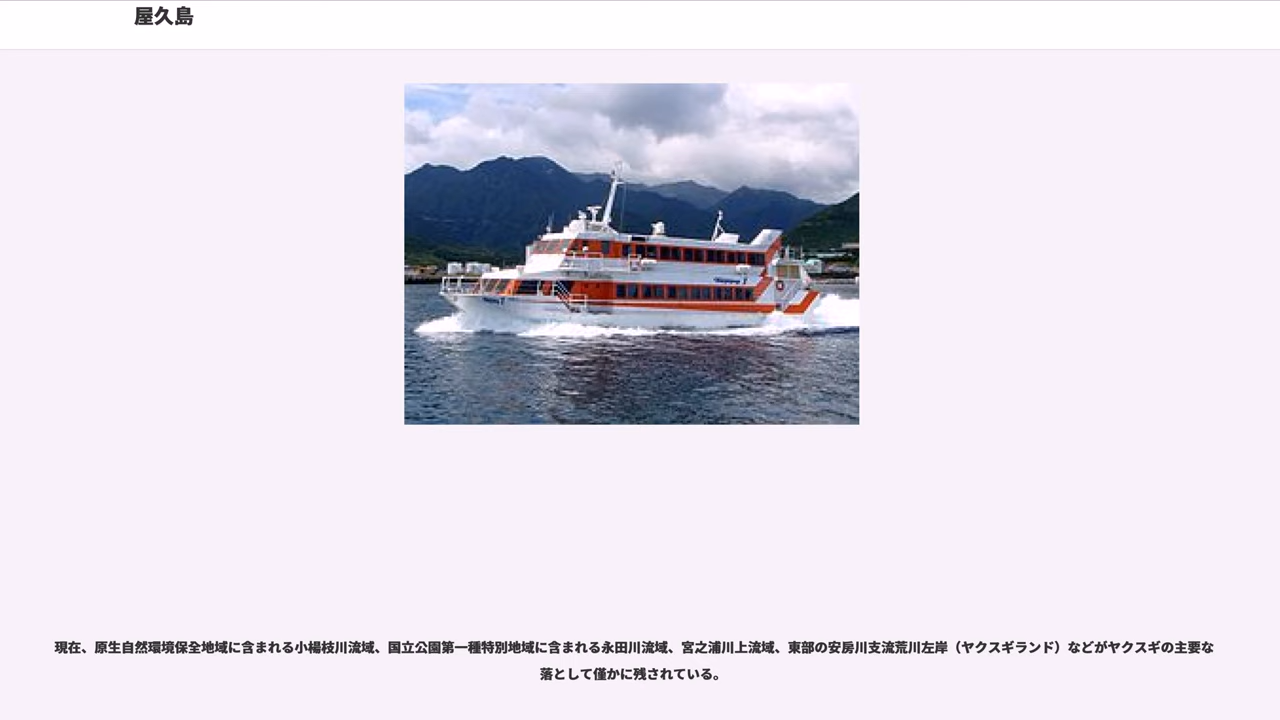 屋久島
現在、原生自然環境保全地域に含まれる小楊枝川流域、国立公園第一種特別地域に含まれる永田川流域、宮之浦川上流域、東部の安房川支流荒川左岸（ヤクスギランド）などがヤクスギの主要な
落として僅かに残されている。